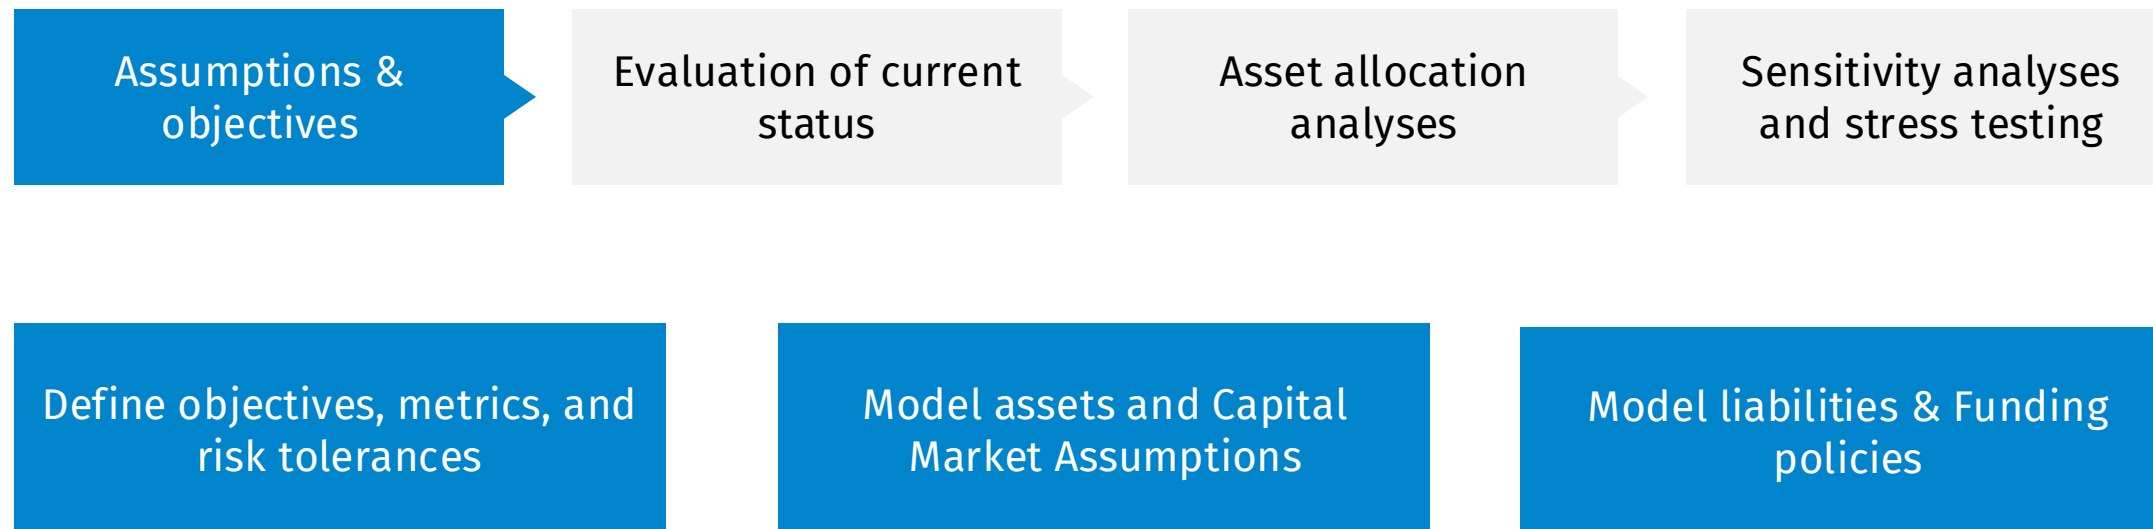 Assumptions &
objectives
Evaluation of current
status
Asset allocation
analyses
Sensitivity analyses
and stress testing
Define objectives, metrics, and
risk tolerances
Model assets and Capital
Market Assumptions
Model liabilities & Funding
policies